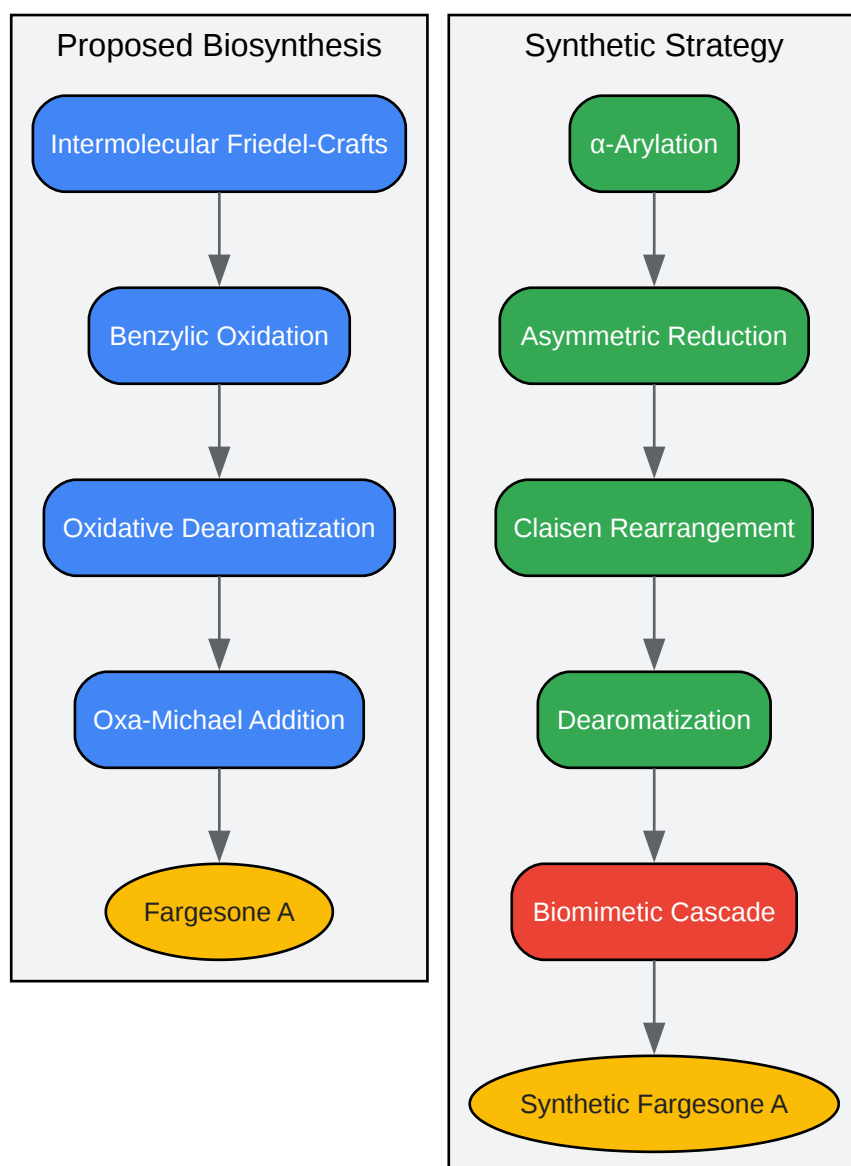 Proposed Biosynthesis
Intermolecular Friedel-Crafts
Benzylic Oxidation
Oxidative Dearomatization
Oxa-Michael Addition
Fargesone A
Synthetic Strategy
α-Arylation
Asymmetric Reduction
Claisen Rearrangement
Dearomatization
Biomimetic Cascade
Synthetic Fargesone A